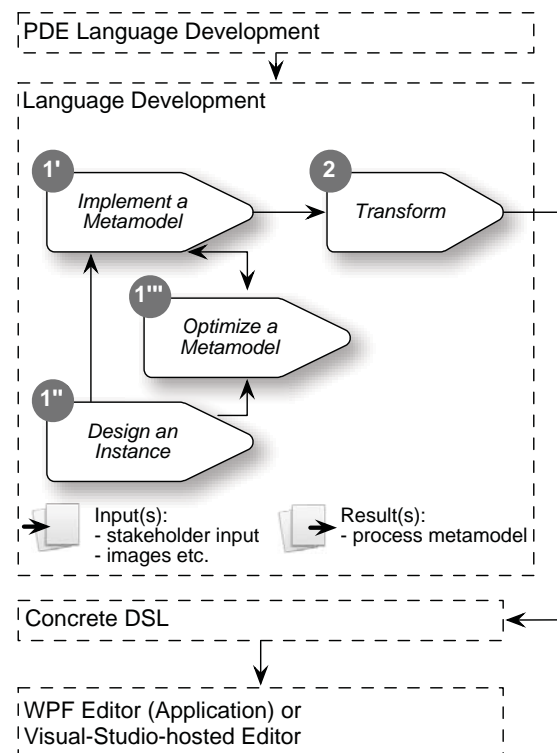 PDE Language Development
Language Development
1'
Implement a
Metamodel
2
Transform
1'''
Optimize a
Metamodel
1''
Design an
Instance
Input(s):
- stakeholder input
- images etc.
Result(s):
- process metamodel
Concrete DSL
WPF Editor (Application) or
Visual-Studio-hosted Editor